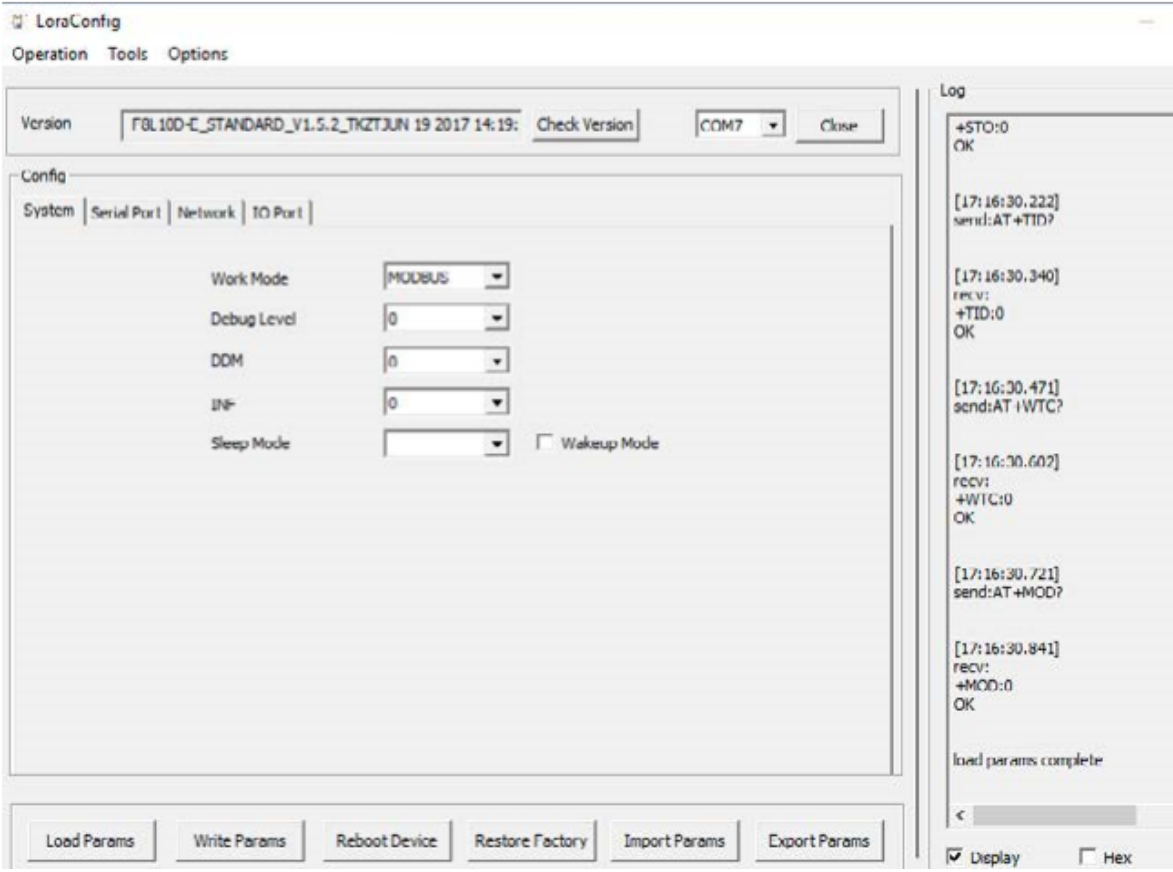 LoraConfig
Operation Tools Options
Version F8L10D-E_STANDARD_V1.5.2_TKZTJUN 19 2017 14:19: Check Version COM7 Close
Config
System Serial Port Network IO Port
Work Mode MODBUS
Debug Level 0
DDM 0
INF 0
Sleep Mode Wakeup Mode
Load Params Write Params Reboot Device Restore Factory Import Params Export Params
Log
+STO:0
OK
[17:16:30.222]
send:AT+TID?
[17:16:30.340]
recv:
+TID:0
OK
[17:16:30.471]
send:AT+WTC?
[17:16:30.602]
recv:
+WTC:0
OK
[17:16:30.721]
send:AT+MOD?
[17:16:30.841]
recv:
+MOD:0
OK
load params complete
Display Hex